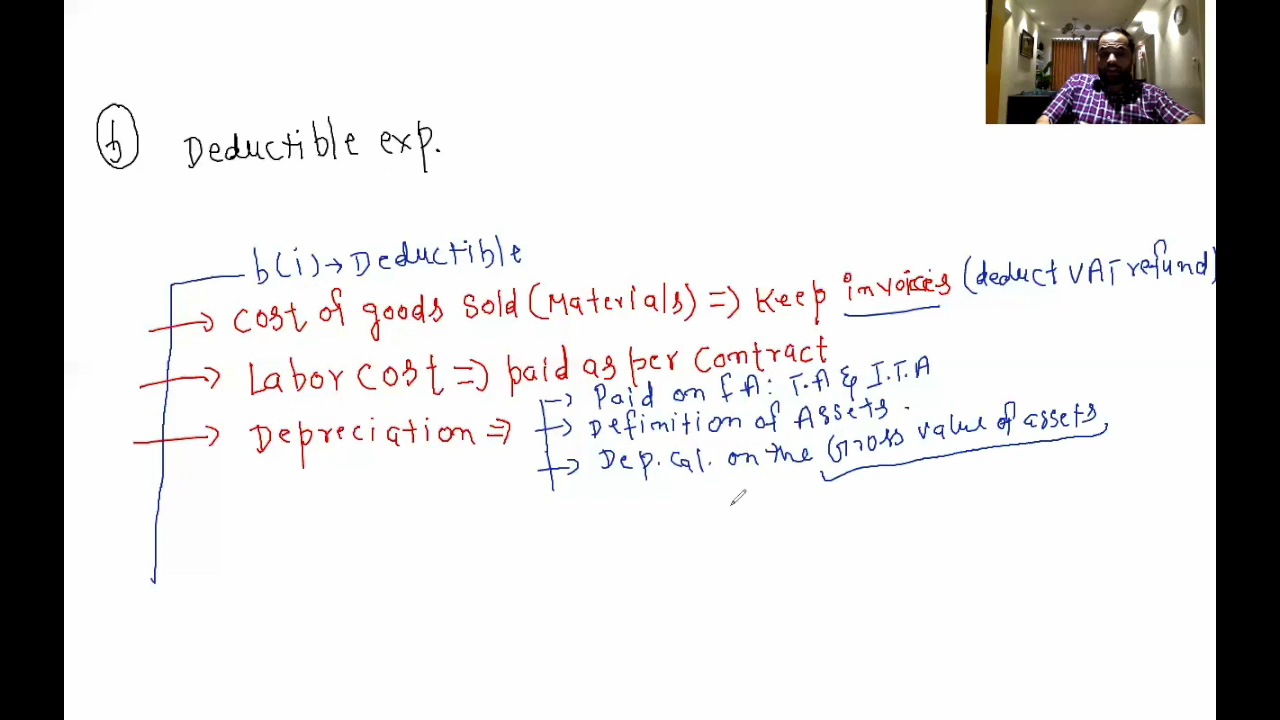 b
Deductible exp.
b(i)→ Deductible
Cost of goods sold (Materials) => Keep invoices (deduct VAT refund)
Labor Cost => paid as per Contract
Depreciation =>
→ Paid on FA: T.A & I.T.A
→ Definition of Assets.
→ Dep. cal. on the Gross value of assets